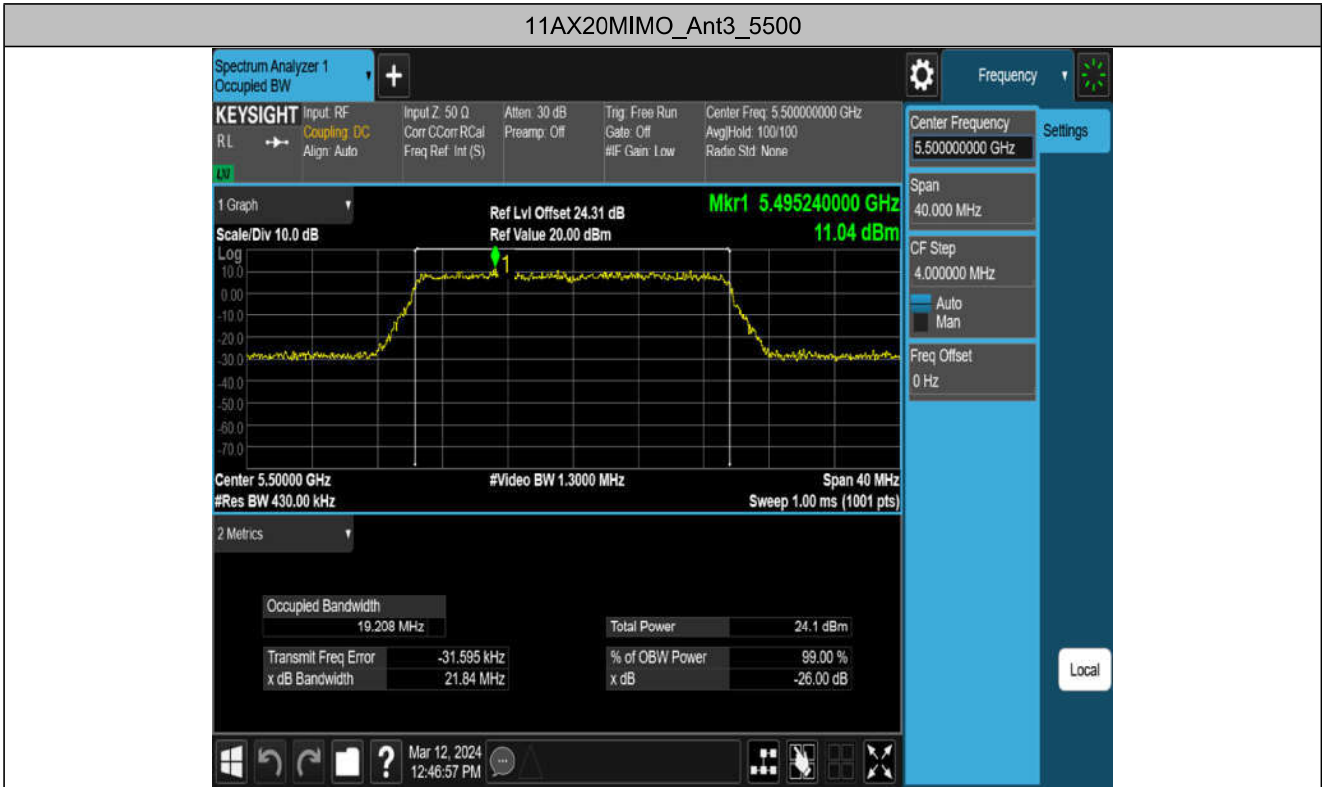 11AX20MIMO_Ant3_5500
Spectrum Analyzer 1
Occupied BW
+
Frequency
KEYSIGHT
RL
LXI
Input: RF
Coupling: DC
Align: Auto
Input Z: 50 Ω
Corr CCorr RCal
Freq Ref: Int (S)
Atten: 30 dB
Preamp: Off
Trig: Free Run
Gate: Off
#IF Gain: Low
Center Freq: 5.500000000 GHz
Avg|Hold: 100/100
Radio Std: None
Center Frequency
5.500000000 GHz
Settings
Span
40.000 MHz
CF Step
4.000000 MHz
Auto
Man
Freq Offset
0 Hz
Local
1 Graph
Scale/Div 10.0 dB
Ref Lvl Offset 24.31 dB
Ref Value 20.00 dBm
Mkr1 5.495240000 GHz
11.04 dBm
Log
10.0
0.00
-10.0
-20.0
-30.0
-40.0
-50.0
-60.0
-70.0
1
Center 5.50000 GHz
#Video BW 1.3000 MHz
Span 40 MHz
#Res BW 430.00 kHz
Sweep 1.00 ms (1001 pts)
2 Metrics
Occupied Bandwidth
19.208 MHz
Total Power 24.1 dBm
Transmit Freq Error -31.595 kHz
% of OBW Power 99.00 %
x dB Bandwidth 21.84 MHz
x dB -26.00 dB
?
Mar 12, 2024
12:46:57 PM